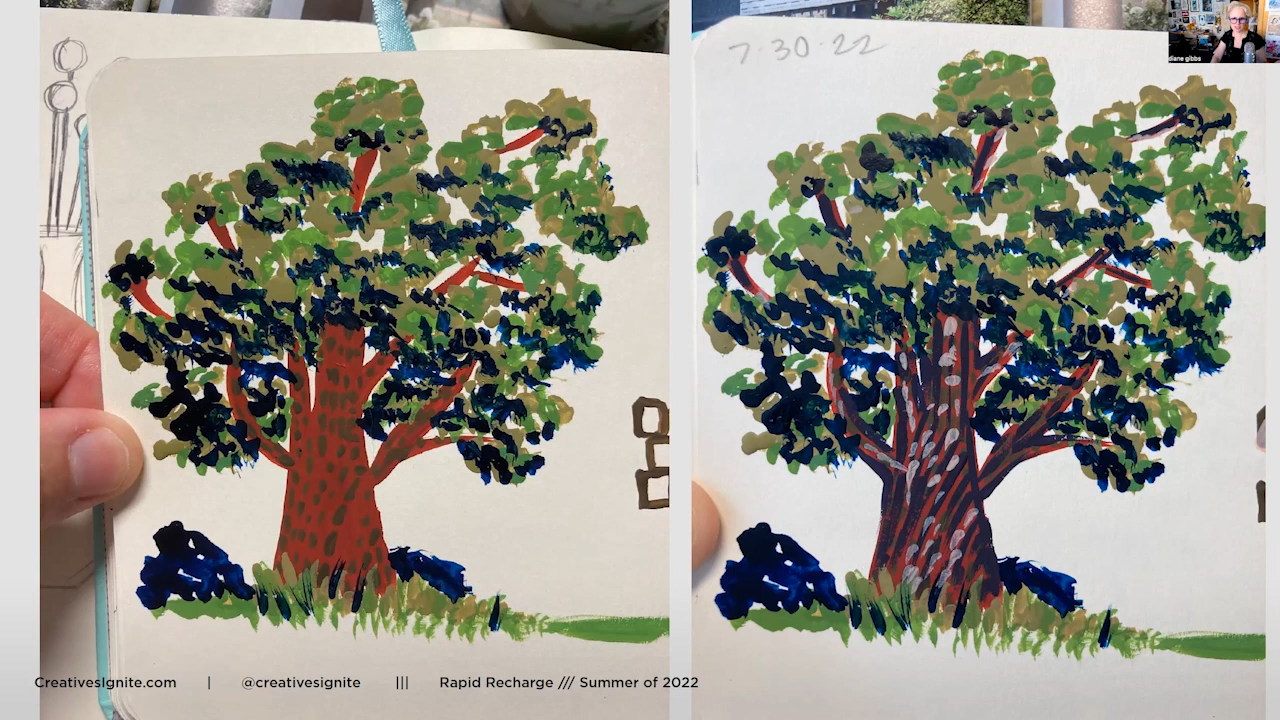 7.30.22
diane gibbs
CreativesIgnite.com | @creativesignite ||| Rapid Recharge /// Summer of 2022